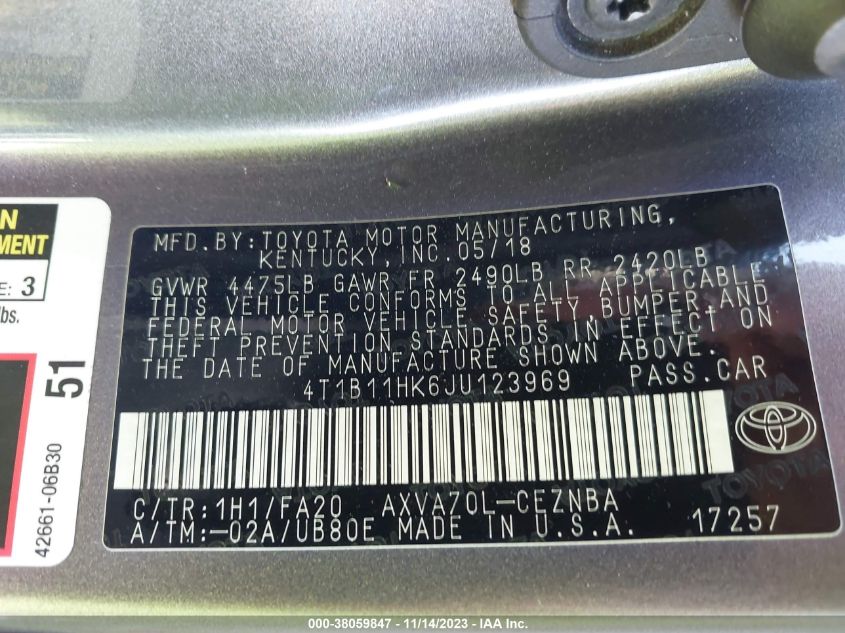 N
MENT
E: 3
lbs.
51
42661-06B30
MFD. BY: TOYOTA MOTOR MANUFACTURING,
KENTUCKY, INC. 05/18
GVWR 4475LB GAWR FR 2490LB RR 2420LB
THIS VEHICLE CONFORMS TO ALL APPLICABLE
FEDERAL MOTOR VEHICLE SAFETY, BUMPER, AND
THEFT PREVENTION STANDARDS IN EFFECT ON
THE DATE OF MANUFACTURE SHOWN ABOVE.
4T1B11HK6JU123969 PASS. CAR
C/TR: 1H1/FA20 AXVA70L-CEZNBA
A/TM:-02A/UB80E MADE IN U.S.A. 17257
TOYOTA
000-38059847 - 11/14/2023 - IAA Inc.